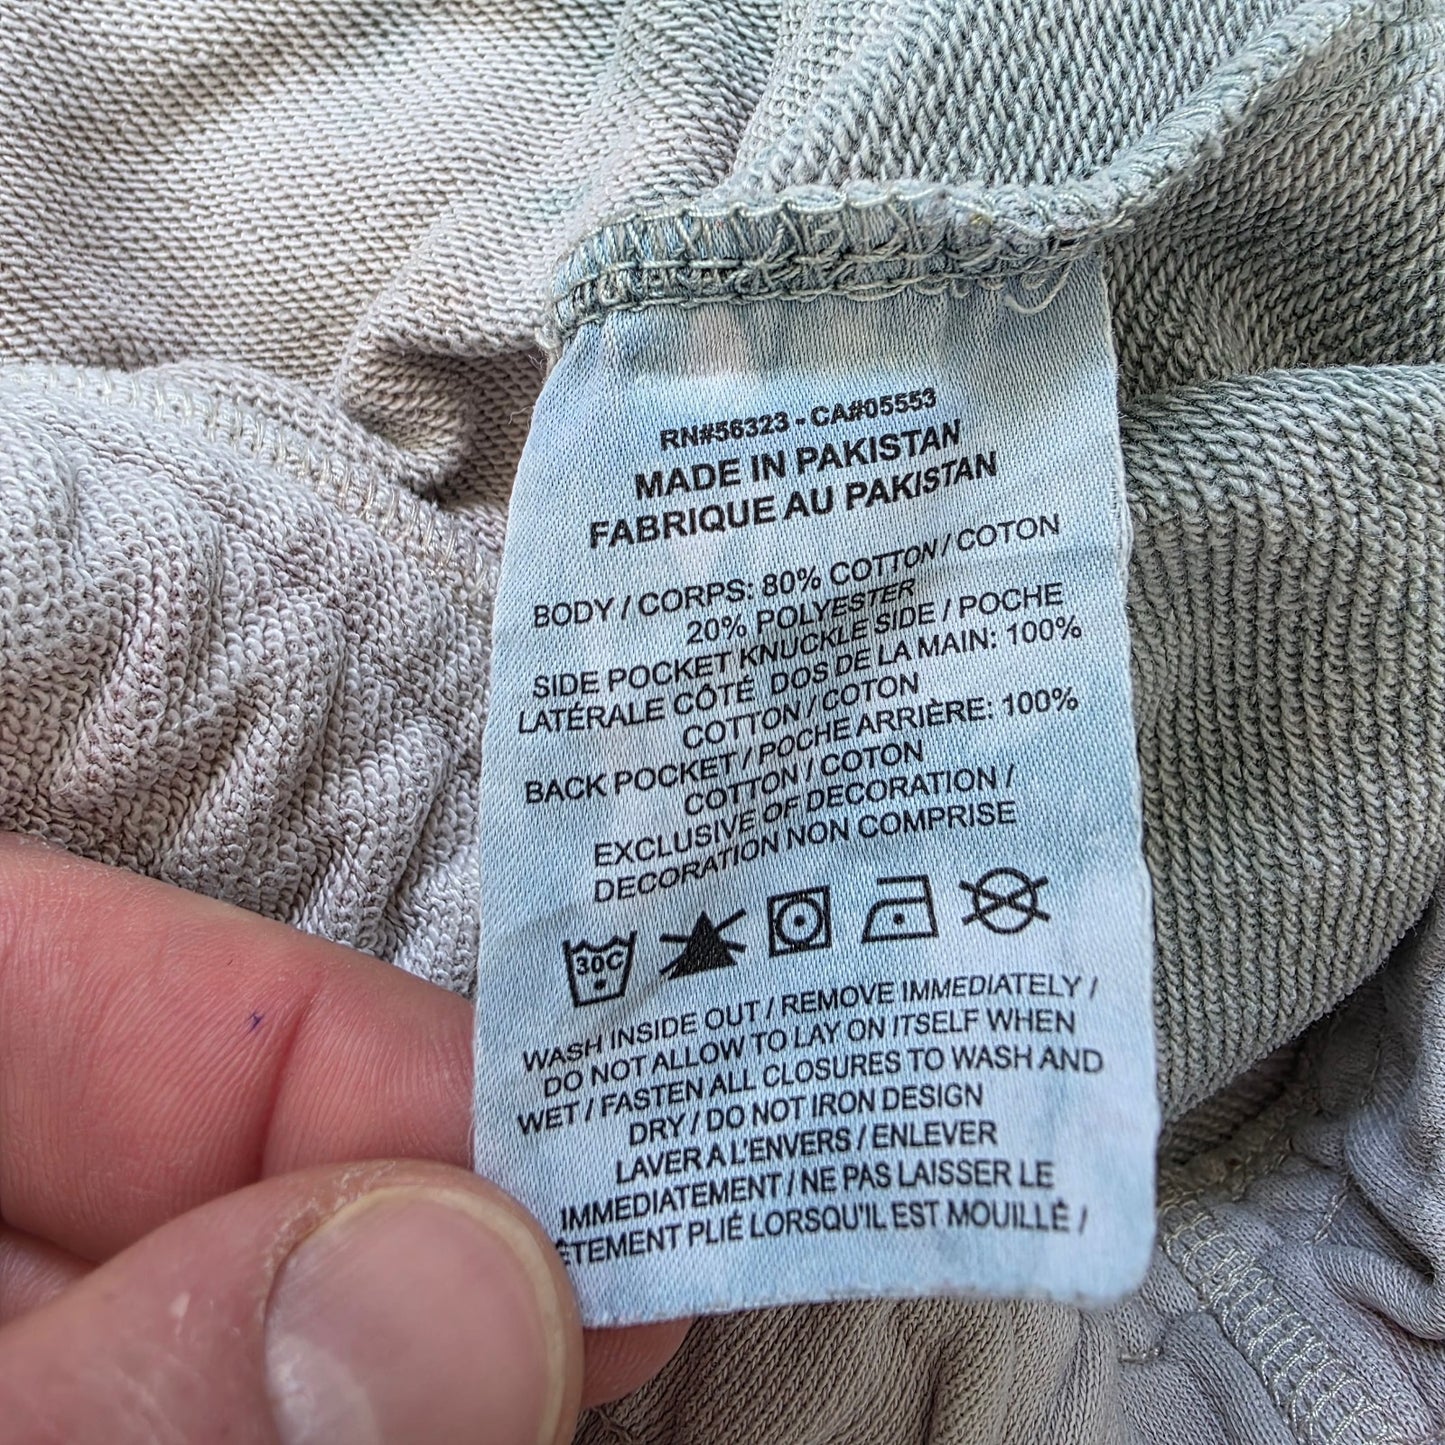 RN#56323 - CA#05553
MADE IN PAKISTAN
FABRIQUE AU PAKISTAN
BODY / CORPS: 80% COTTON / COTON
20% POLYESTER
SIDE POCKET KNUCKLE SIDE / POCHE
LATÉRALE CÔTÉ DOS DE LA MAIN: 100%
COTTON / COTON
BACK POCKET / POCHE ARRIÈRE: 100%
COTTON / COTON
EXCLUSIVE OF DECORATION /
DECORATION NON COMPRISE
30C
WASH INSIDE OUT / REMOVE IMMEDIATELY /
DO NOT ALLOW TO LAY ON ITSELF WHEN
WET / FASTEN ALL CLOSURES TO WASH AND
DRY / DO NOT IRON DESIGN
LAVER A L'ENVERS / ENLEVER
IMMEDIATEMENT / NE PAS LAISSER LE
ÊTEMENT PLIÉ LORSQU'IL EST MOUILLÉ /